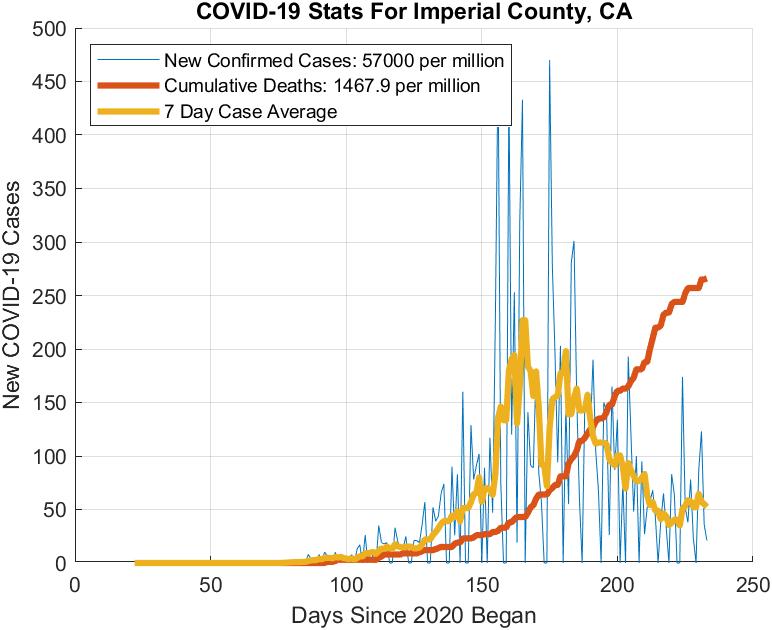 COVID-19 Stats For Imperial County, CA
500
450
400
350
300
250
200
150
100
50
0
New COVID-19 Cases
New Confirmed Cases: 57000 per million
Cumulative Deaths: 1467.9 per million
7 Day Case Average
0 50 100 150 200 250
Days Since 2020 Began